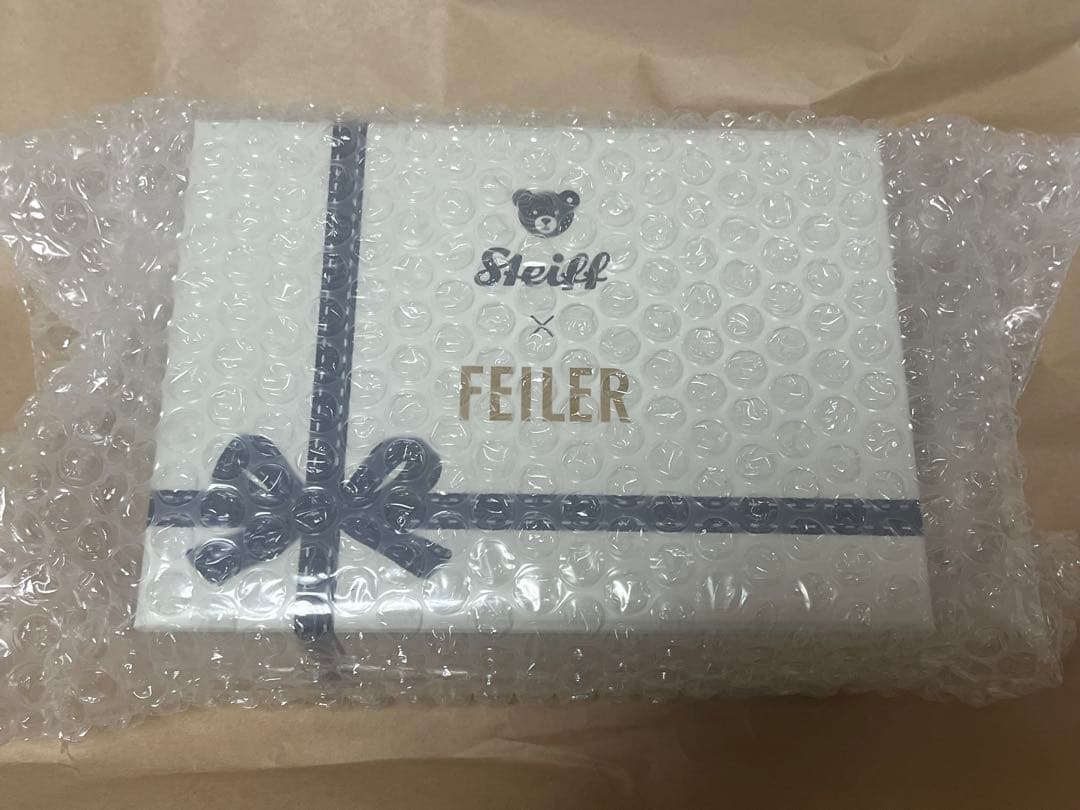 Steiff
×
FEILER